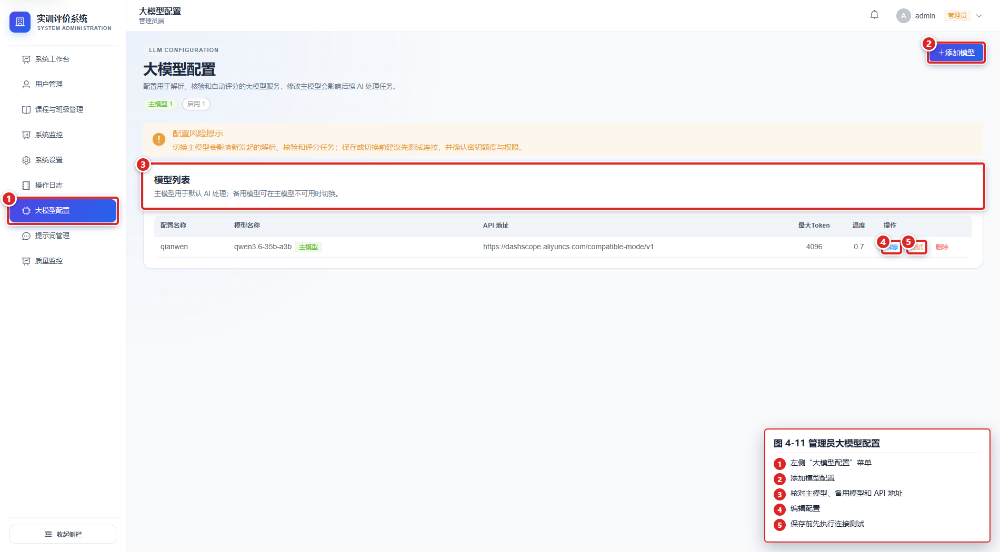 实训评价系统
SYSTEM ADMINISTRATION
系统工作台
用户管理
课程与班级管理
系统监控
系统设置
操作日志
1
大模型配置
提示词管理
质量监控
收起侧栏
大模型配置
管理员端
A admin 管理员
LLM CONFIGURATION
大模型配置
配置用于解析、核验和自动评分的大模型服务，修改主模型会影响后续 AI 处理任务。
主模型 1 启用 1
2
添加模型
配置风险提示
切换主模型会影响新发起的解析、核验和评分任务；保存或切换前建议先测试连接，并确认密钥额度与权限。
3
模型列表
主模型用于默认 AI 处理；备用模型可在主模型不可用时切换。
配置名称 模型名称 API 地址 最大Token 温度 操作
qianwen qwen3.6-35b-a3b 主模型 https://dashscope.aliyuncs.com/compatible-mode/v1 4096 0.7 4 编辑 5 测试 删除
图 4-11 管理员大模型配置
1 左侧“大模型配置”菜单
2 添加模型配置
3 核对主模型、备用模型和 API 地址
4 编辑配置
5 保存前先执行连接测试